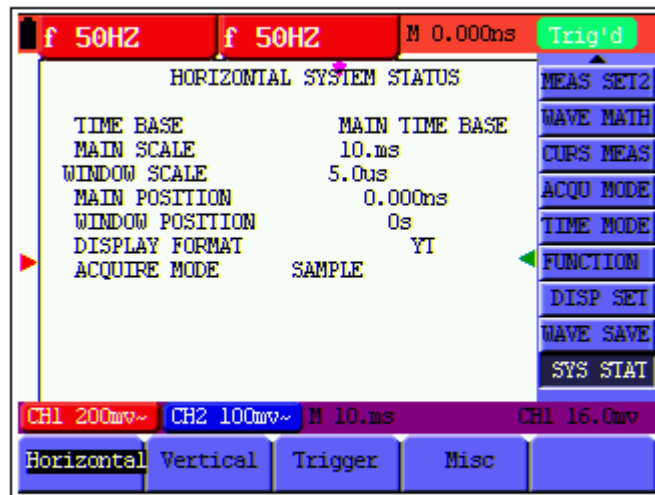 f 50HZ f 50HZ M 0.000ns Trig'd
HORIZONTAL SYSTEM STATUS
TIME BASE MAIN TIME BASE
MAIN SCALE 10.ms
WINDOW SCALE 5.0us
MAIN POSITION 0.000ns
WINDOW POSITION 0s
DISPLAY FORMAT YT
ACQUIRE MODE SAMPLE
MEAS SET2
WAVE MATH
CURS MEAS
ACQU MODE
TIME MODE
FUNCTION
DISP SET
WAVE SAVE
SYS STAT
CH1 200mv~ CH2 100mv~ M 10.ms CH1 16.0mv
Horizontal Vertical Trigger Misc